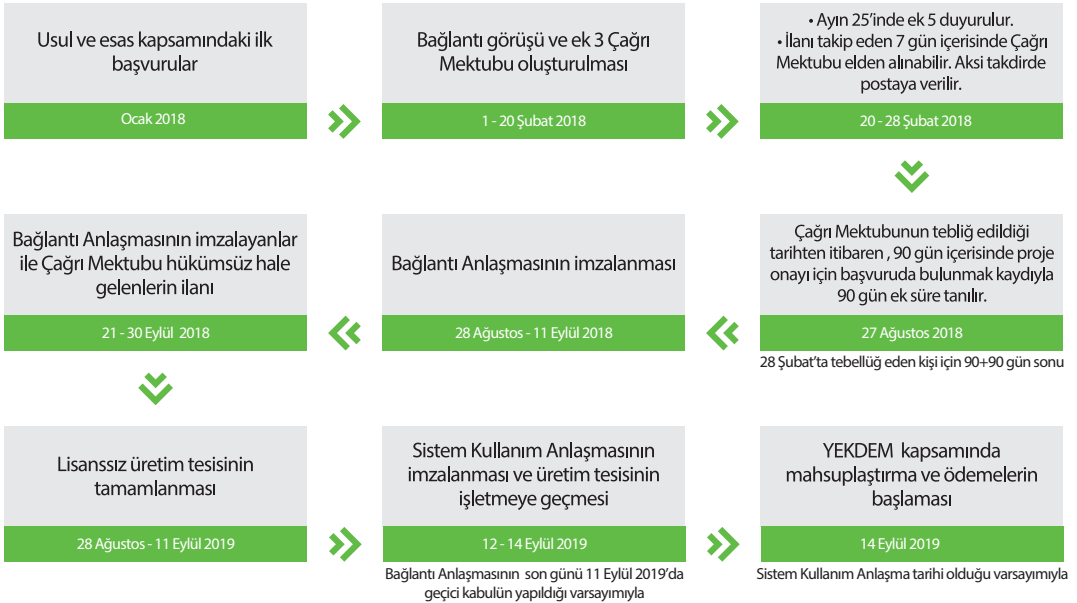 Usul ve esas kapsamındaki ilk
başvurular
Ocak 2018
Bağlantı görüşü ve ek 3 Çağrı
Mektubu oluşturulması
1 - 20 Şubat 2018
• Ayın 25’inde ek 5 duyurulur.
• İlanı takip eden 7 gün içerisinde Çağrı
Mektubu elden alınabilir. Aksi takdirde
postaya verilir.
20 - 28 Şubat 2018
Çağrı Mektubunun tebliğ edildiği
tarihten itibaren , 90 gün içerisinde proje
onayı için başvuruda bulunmak kaydıyla
90 gün ek süre tanılır.
27 Ağustos 2018
28 Şubat’ta tebellüğ eden kişi için 90+90 gün sonu
Bağlantı Anlaşmasının imzalanması
28 Ağustos - 11 Eylül 2018
Bağlantı Anlaşmasının imzalayanlar
ile Çağrı Mektubu hükümsüz hale
gelenlerin ilanı
21 - 30 Eylül 2018
Lisanssız üretim tesisinin
tamamlanması
28 Ağustos - 11 Eylül 2019
Sistem Kullanım Anlaşmasının
imzalanması ve üretim tesisinin
işletmeye geçmesi
12 - 14 Eylül 2019
Bağlantı Anlaşmasının son günü 11 Eylül 2019’da
geçici kabulün yapıldığı varsayımıyla
YEKDEM kapsamında
mahsuplaştırma ve ödemelerin
başlaması
14 Eylül 2019
Sistem Kullanım Anlaşma tarihi olduğu varsayımıyla